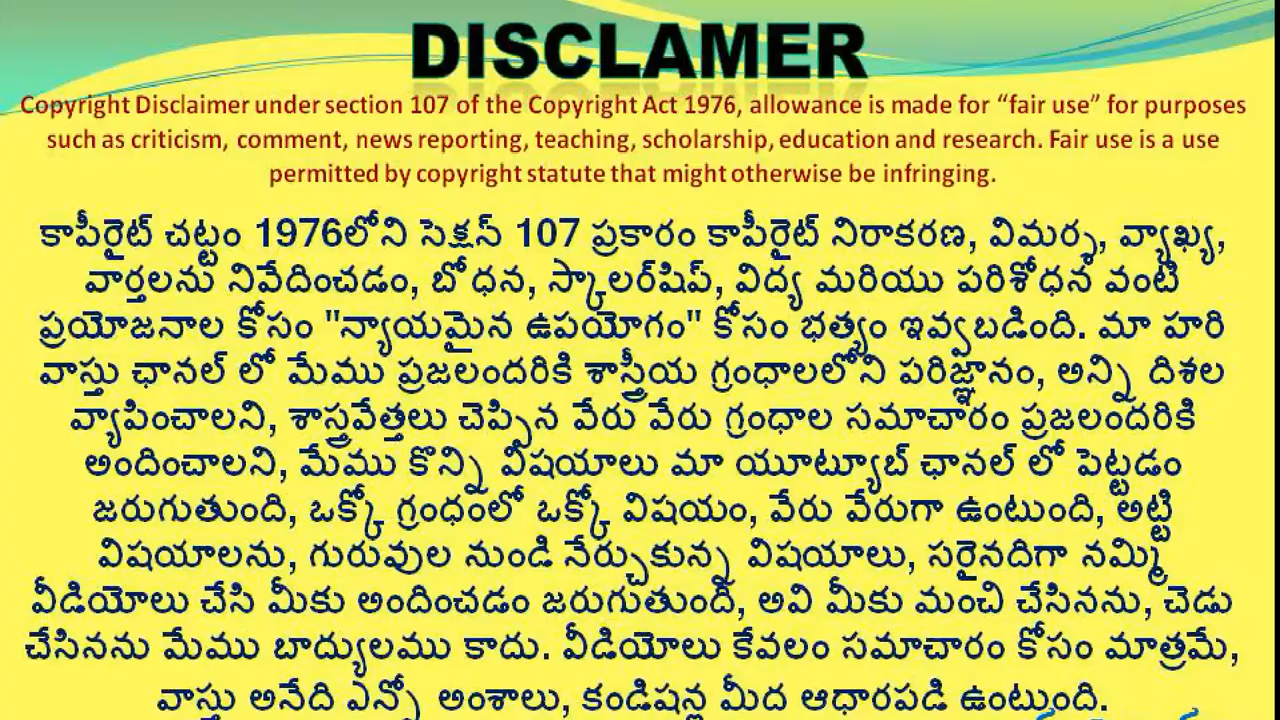 DISCLAMER
Copyright Disclaimer under section 107 of the Copyright Act 1976, allowance is made for “fair use” for purposes
such as criticism, comment, news reporting, teaching, scholarship, education and research. Fair use is a use
permitted by copyright statute that might otherwise be infringing.
కాపీరైట్ చట్టం 1976లోని సెక్షన్ 107 ప్రకారం కాపీరైట్ నిరాకరణ, విమర్శ, వ్యాఖ్య,
వార్తలను నివేదించడం, బోధన, స్కాలర్‌షిప్, విద్య మరియు పరిశోధన వంటి
ప్రయోజనాల కోసం "న్యాయమైన ఉపయోగం" కోసం భత్యం ఇవ్వబడింది. మా హరి
వాస్తు ఛానల్ లో మేము ప్రజలందరికి శాస్త్రీయ గ్రంధాలలోని పరిజ్ఞానం, అన్ని దిశల
వ్యాపించాలని, శాస్త్రవేత్తలు చెప్పిన వేరు వేరు గ్రంధాల సమాచారం ప్రజలందరికి
అందించాలని, మేము కొన్ని విషయాలు మా యూట్యూబ్ ఛానల్ లో పెట్టడం
జరుగుతుంది, ఒక్కో గ్రంధంలో ఒక్కో విషయం, వేరు వేరుగా ఉంటుంది, అట్టి
విషయాలను, గురువుల నుండి నేర్చుకున్న విషయాలు, సరైనదిగా నమ్మి
వీడియోలు చేసి మీకు అందించడం జరుగుతుంది, అవి మీకు మంచి చేసినను, చెడు
చేసినను మేము బాద్యులము కాదు. వీడియోలు కేవలం సమాచారం కోసం మాత్రమే,
వాస్తు అనేది ఎన్నో అంశాలు, కండిషన్ల మీద ఆధారపడి ఉంటుంది.